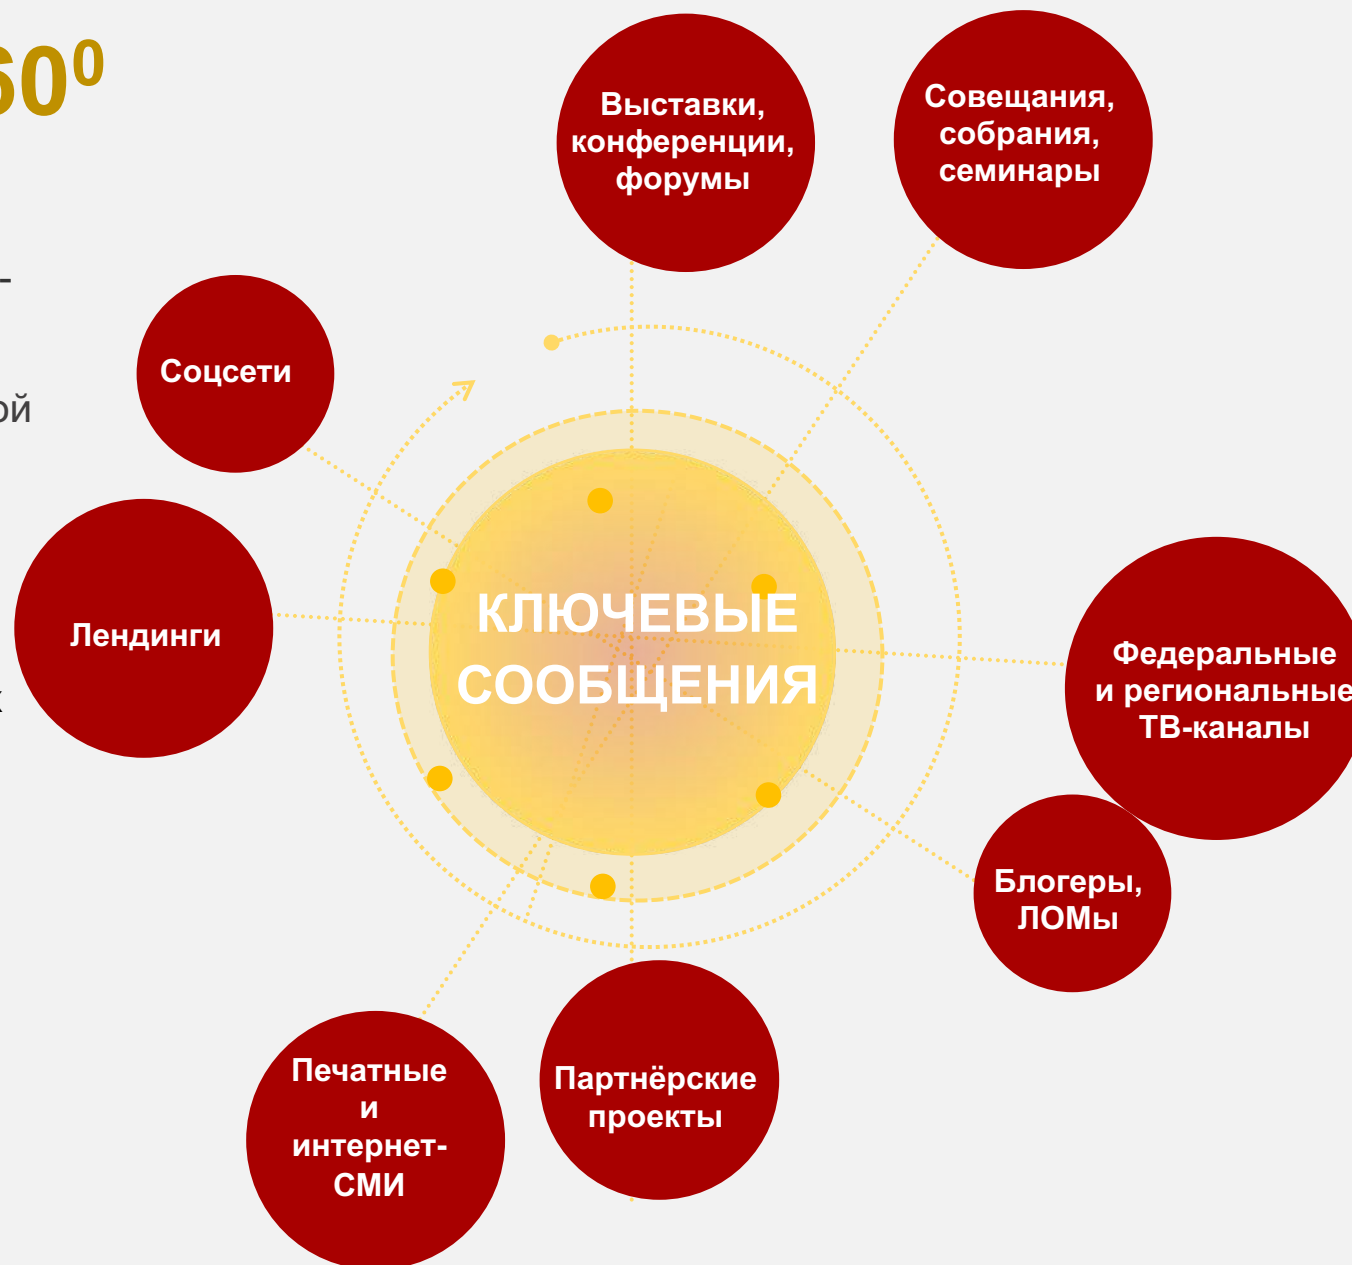 60⁰
Выставки,
конференции,
форумы
Совещания,
собрания,
семинары
-
Соцсети
ой
Лендинги
КЛЮЧЕВЫЕ
СООБЩЕНИЯ
Федеральные
и региональные
ТВ-каналы
х
Блогеры,
ЛОМы
Печатные
и
интернет-
СМИ
Партнёрские
проекты